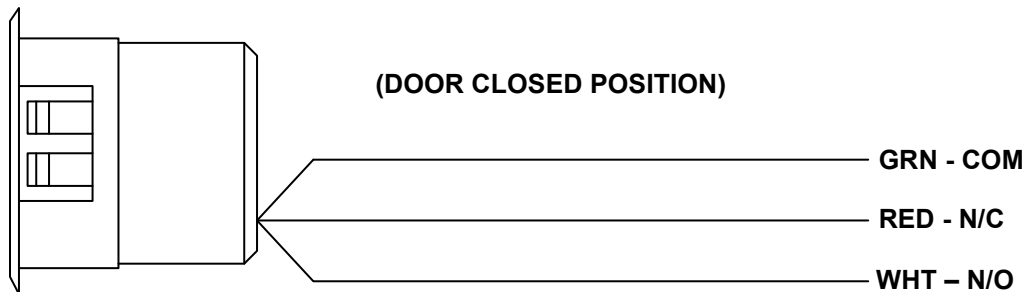 (DOOR CLOSED POSITION)
GRN - COM
RED - N/C
WHT – N/O